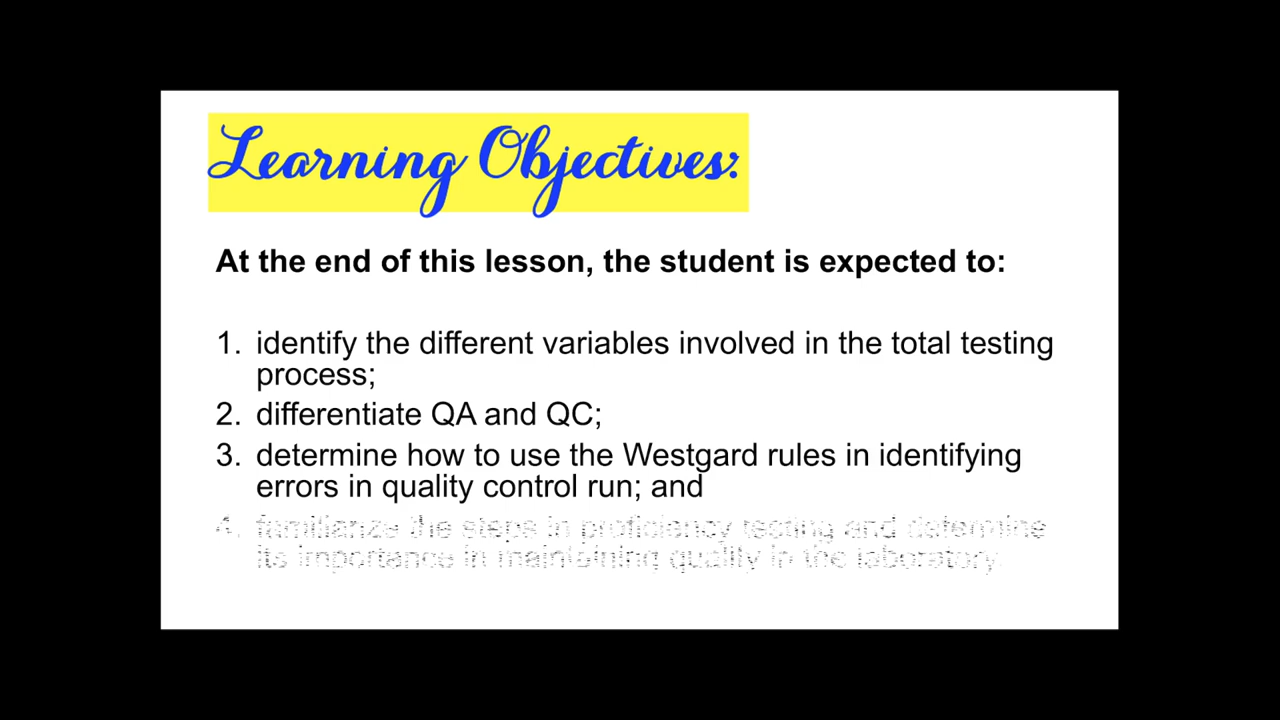 Learning Objectives:
At the end of this lesson, the student is expected to:
1. identify the different variables involved in the total testing
process;
2. differentiate QA and QC;
3. determine how to use the Westgard rules in identifying
errors in quality control run; and
4. familiarize the steps in proficiency testing and determine
its importance in maintaining quality in the laboratory.